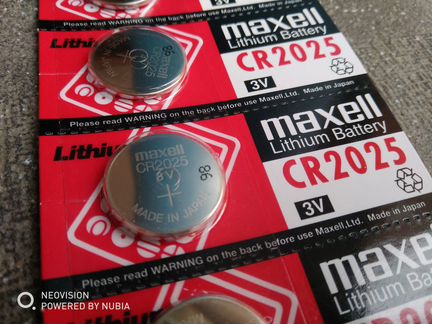 Please read WARNING on the back before use Maxell,Ltd. Made in Japan
Lithiu
maxell
Lithium Battery
CR2025
3V
Please read WARNING on the back before use Maxell,Ltd. Made in Japan
Lithiu
maxell
CR2025
3V
+
MADE IN JAPAN
98
maxell
Lithium Battery
CR2025
3V
Please read WARNING on the back before use Maxell,Ltd. Made in Japan
maxell
Lithium Battery
NEOVISION
POWERED BY NUBIA